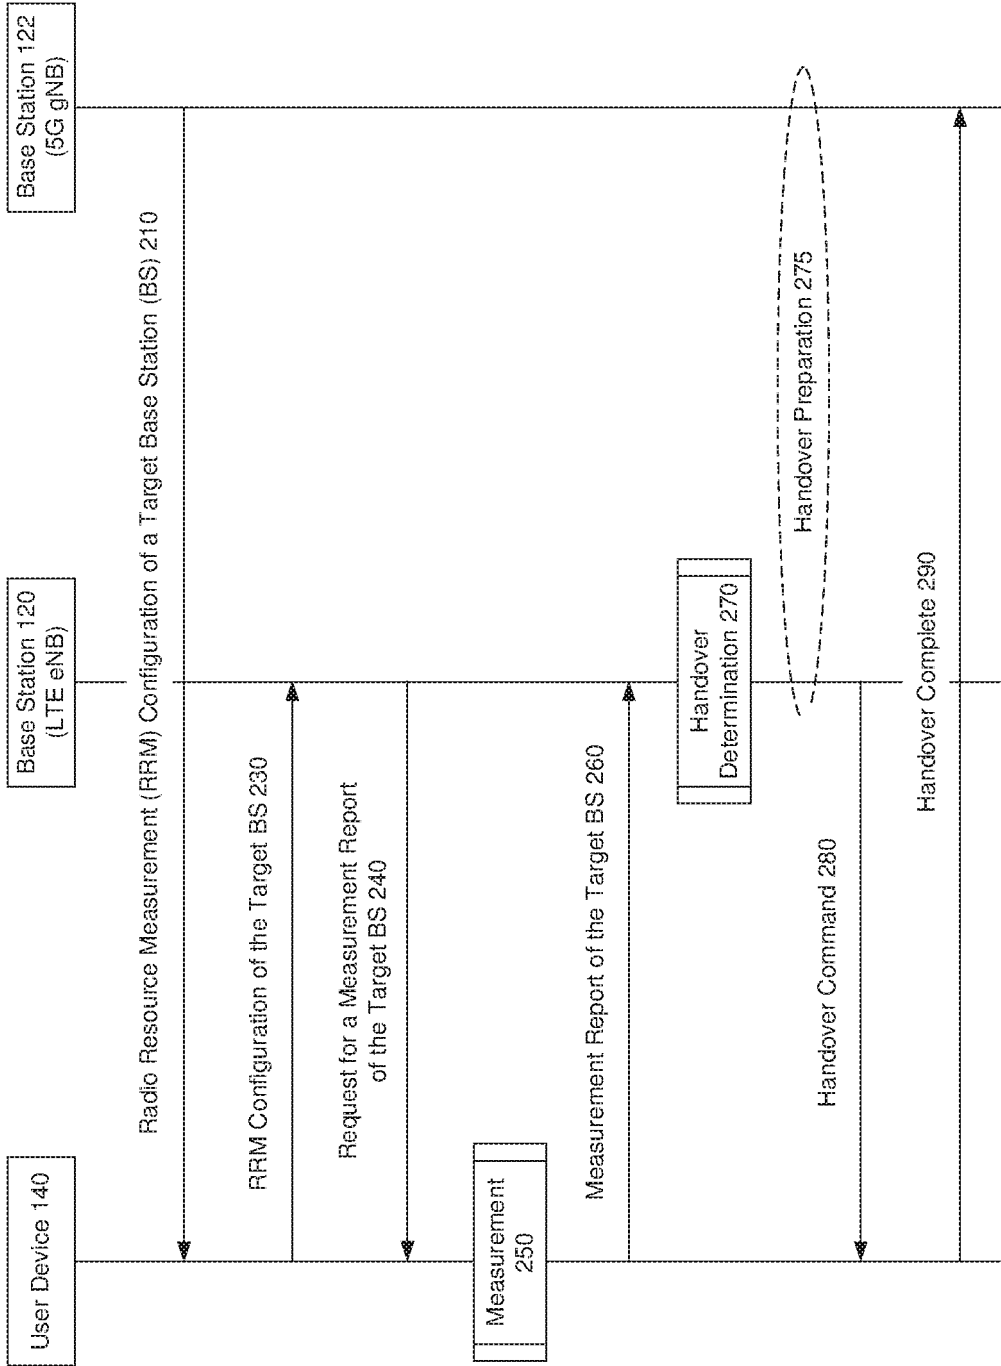 User Device 140
Base Station 120
(LTE eNB)
Base Station 122
(5G gNB)
Radio Resource Measurement (RRM) Configuration of a Target Base Station (BS) 210
RRM Configuration of the Target BS 230
Request for a Measurement Report
of the Target BS 240
Measurement
250
Measurement Report of the Target BS 260
Handover
Determination 270
Handover Preparation 275
Handover Command 280
Handover Complete 290